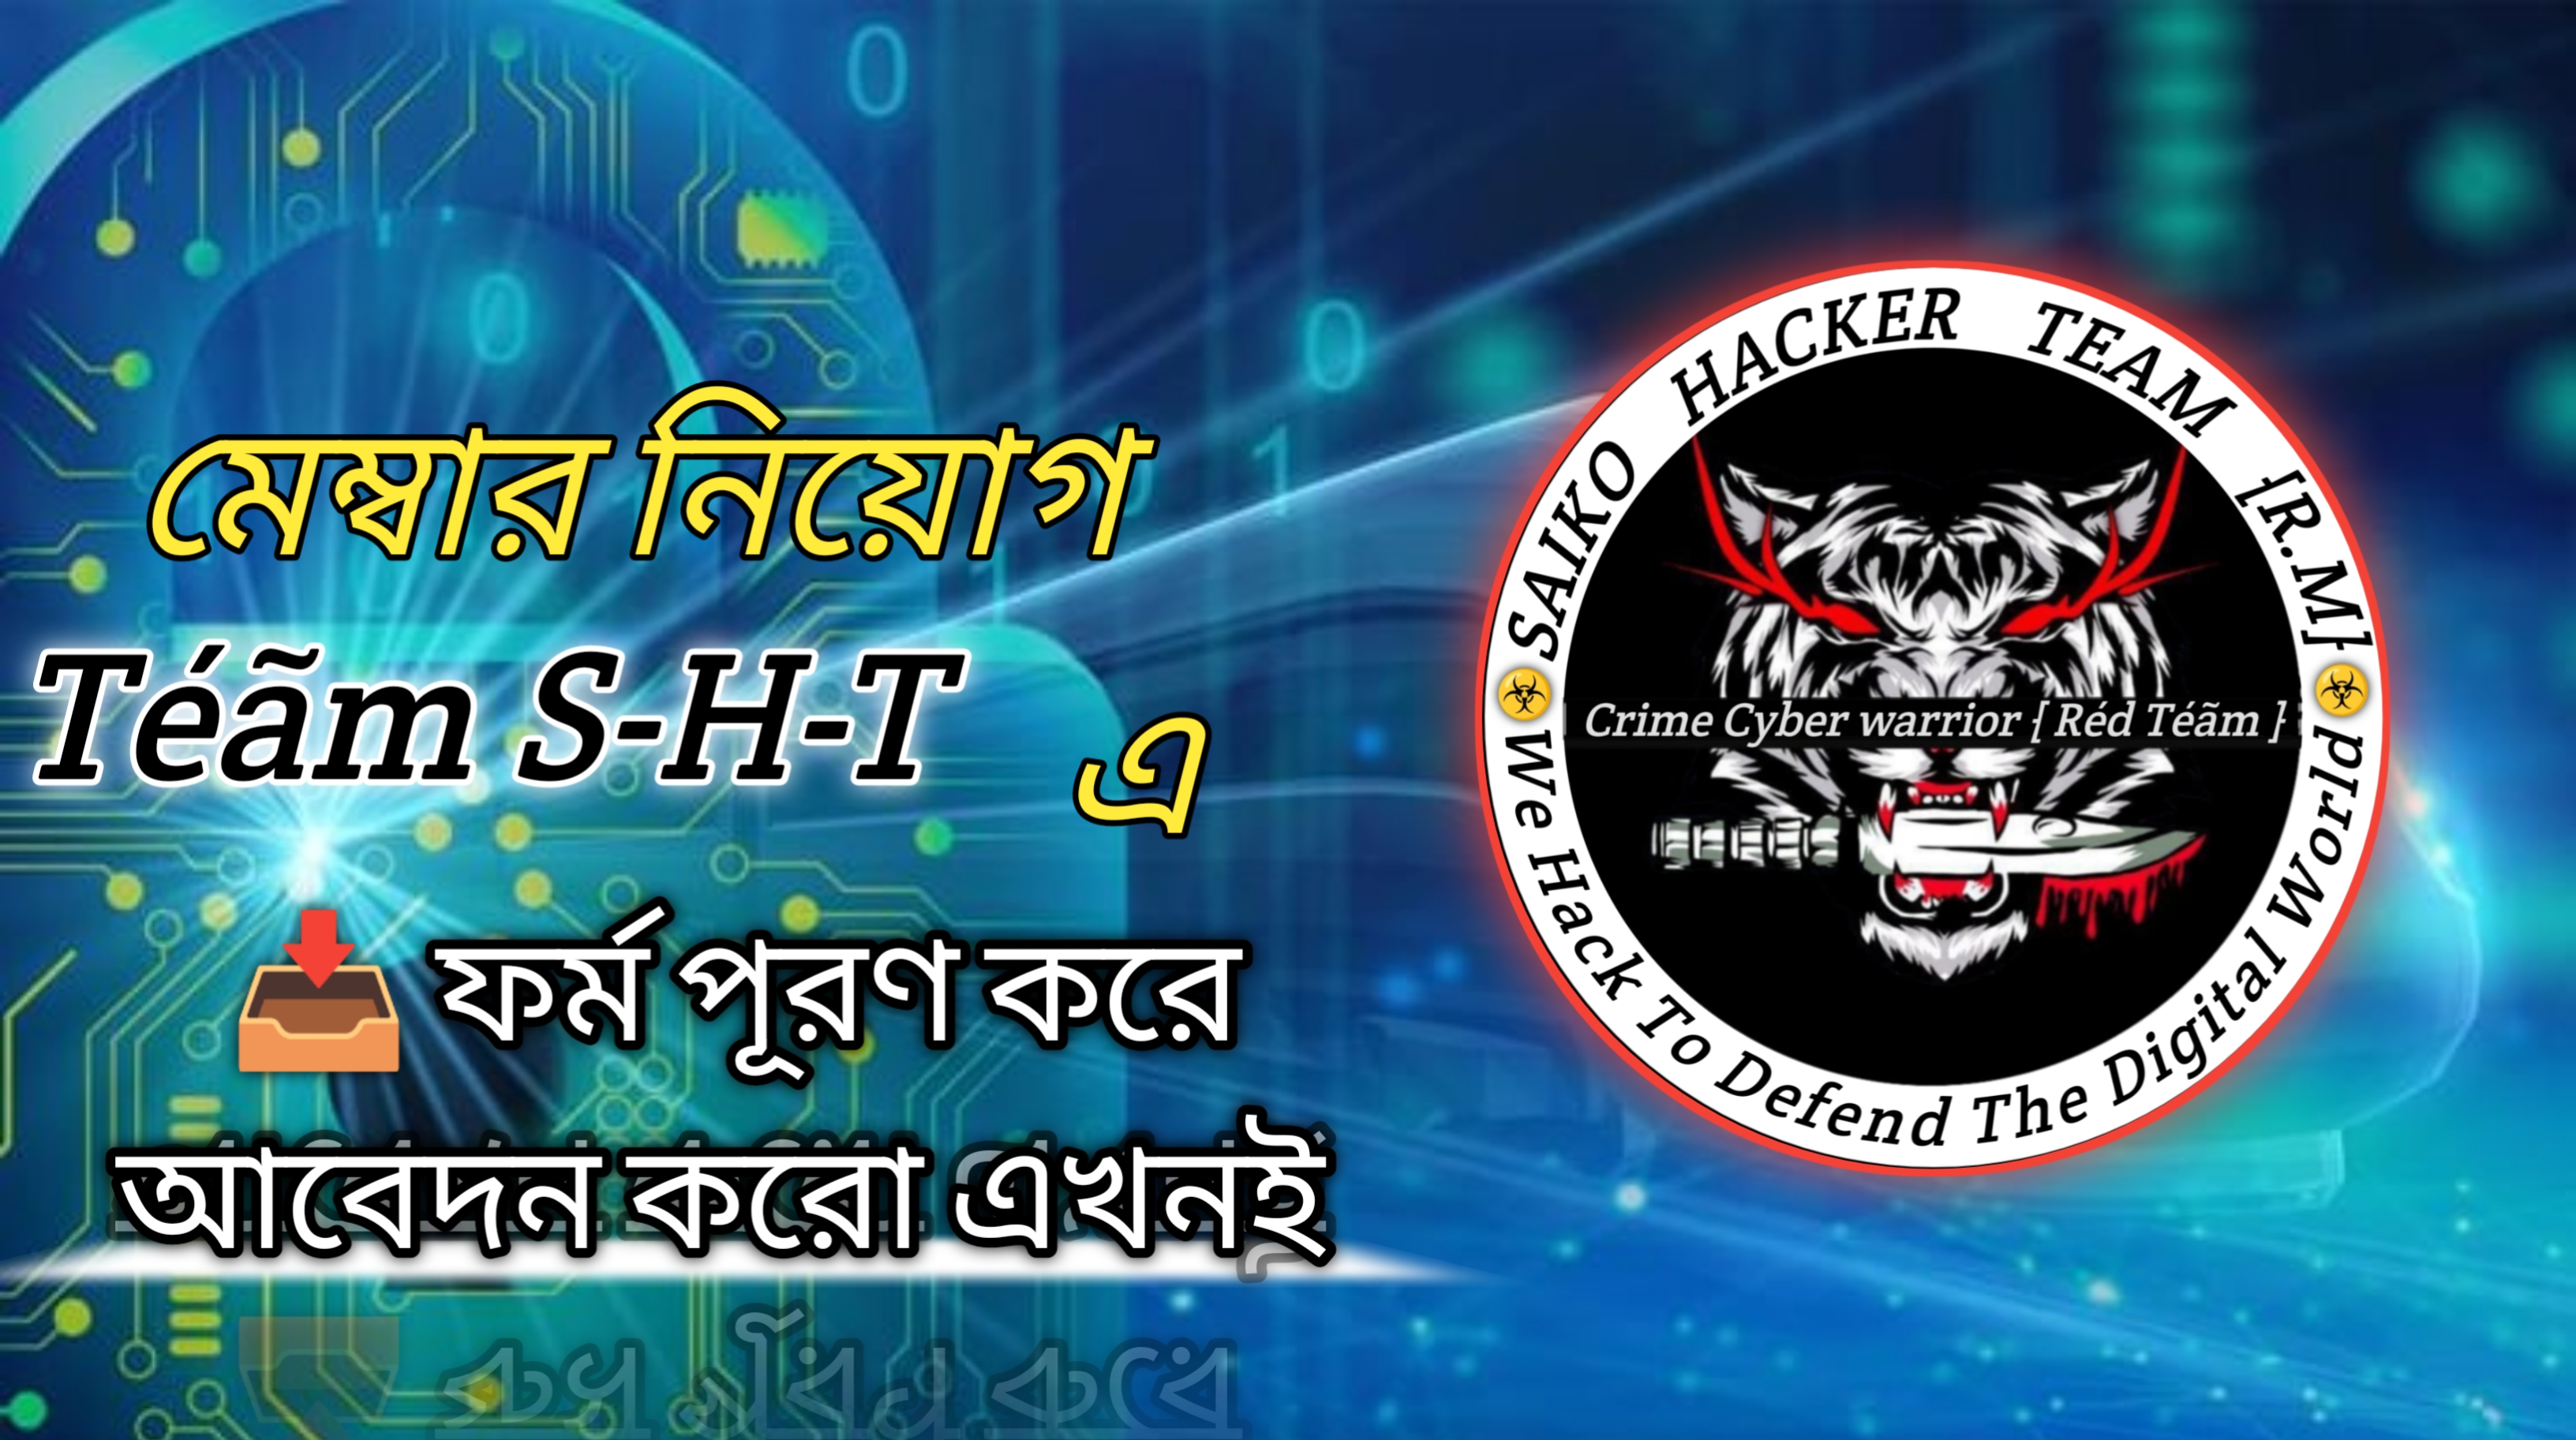 মেম্বার নিয়োগ
Téãm S-H-T এ
📥 ফর্ম পূরণ করে
আবেদন করো এখনই
SAIKO HACKER TEAM {R.M}
Crime Cyber warrior { Réd Téãm }
☣ We Hack To Defend The Digital World ☣